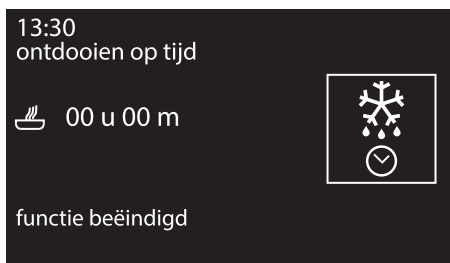 13:30
ontdooien op tijd
00 u 00 m
functie beëindigd